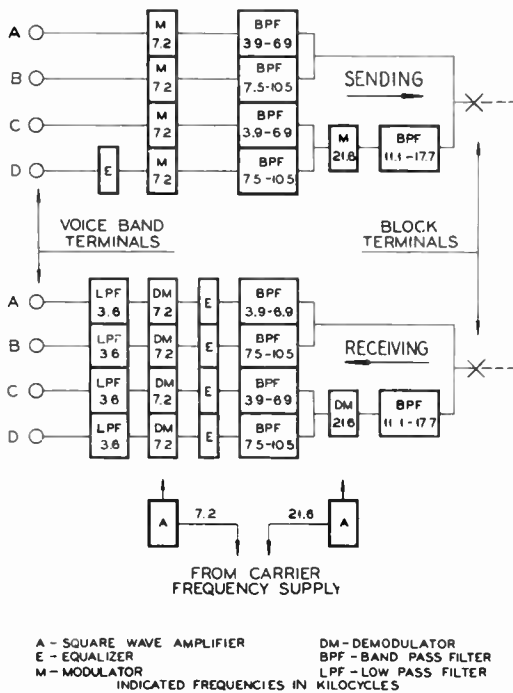 A M 7.2 BPF 3.9-6.9
B M 7.2 BPF 7.5-10.5
SENDING
C M 7.2 BPF 3.9-6.9
D E M 7.2 BPF 7.5-10.5 M 21.6 BPF 11.1-17.7
VOICE BAND
TERMINALS
BLOCK
TERMINALS
A LPF 3.6 DM 7.2 E BPF 3.9-6.9
B LPF 3.6 DM 7.2 E BPF 7.5-10.5
RECEIVING
C LPF 3.6 DM 7.2 E BPF 3.9-6.9
D LPF 3.6 DM 7.2 E BPF 7.5-10.5 DM 21.6 BPF 11.1-17.7
A 7.2 21.6 A
FROM CARRIER
FREQUENCY SUPPLY
A - SQUARE WAVE AMPLIFIER
E - EQUALIZER
M - MODULATOR
DM - DEMODULATOR
BPF - BAND PASS FILTER
LPF - LOW PASS FILTER
INDICATED FREQUENCIES IN KILOCYCLES